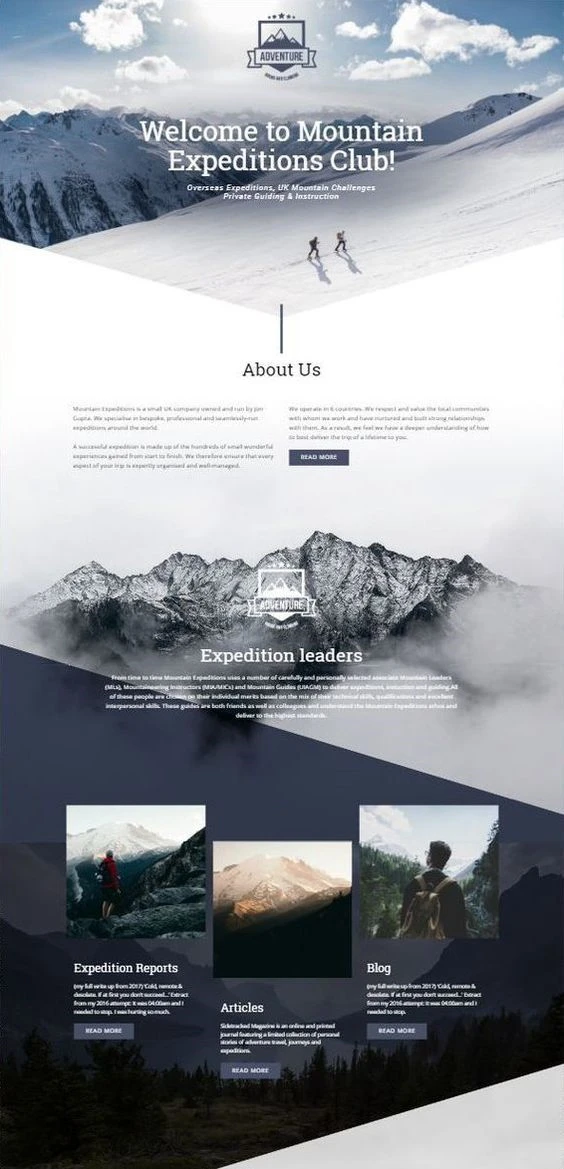 ADVENTURE
Welcome to Mountain
Expeditions Club!
Overseas Expeditions, UK Mountain Challenges
Private Guiding & Instruction
About Us
Mountain Expeditions is a small UK company owned and run by Jim
Gupta. We specialise in bespoke, professional and seamlessly-run
expeditions around the world.
A successful expedition is made up of the hundreds of small wonderful
experiences gained from start to finish. We therefore ensure that every
aspect of your trip is expertly organised and well-managed.
We operate in 6 countries. We respect and value the local communities
with whom we work and have nurtured and built strong relationships
with them. As a result, we feel we have a deeper understanding of how
to best deliver the trip of a lifetime to you.
READ MORE
ADVENTURE
Expedition leaders
From time to time Mountain Expeditions uses a number of carefully and personally selected associate Mountain Leaders
(MLs), Mountaineering Instructors (MIA/MICs) and Mountain Guides (UIAGM) to deliver expeditions, instruction and guiding.All
of these people are chosen on their individual merits based on the mix of their technical skills, qualifications and excellent
interpersonal skills. These guides are both friends as well as colleagues and understand the Mountain Expeditions ethos and
deliver to the highest standards.
Expedition Reports
(my full write up from 2017) 'Cold, remote &
desolate. If at first you don't succeed...' Extract
from my 2016 attempt: It was 04:00am and I
needed to stop. I was hurting so much.
READ MORE
Articles
Sidetracked Magazine is an online and printed
journal featuring a limited collection of personal
stories of adventure travel, journeys and
expeditions.
READ MORE
Blog
(my full write up from 2017) 'Cold, remote &
desolate. If at first you don't succeed...' Extract
from my 2016 attempt: It was 04:00am and I
needed to stop.
READ MORE